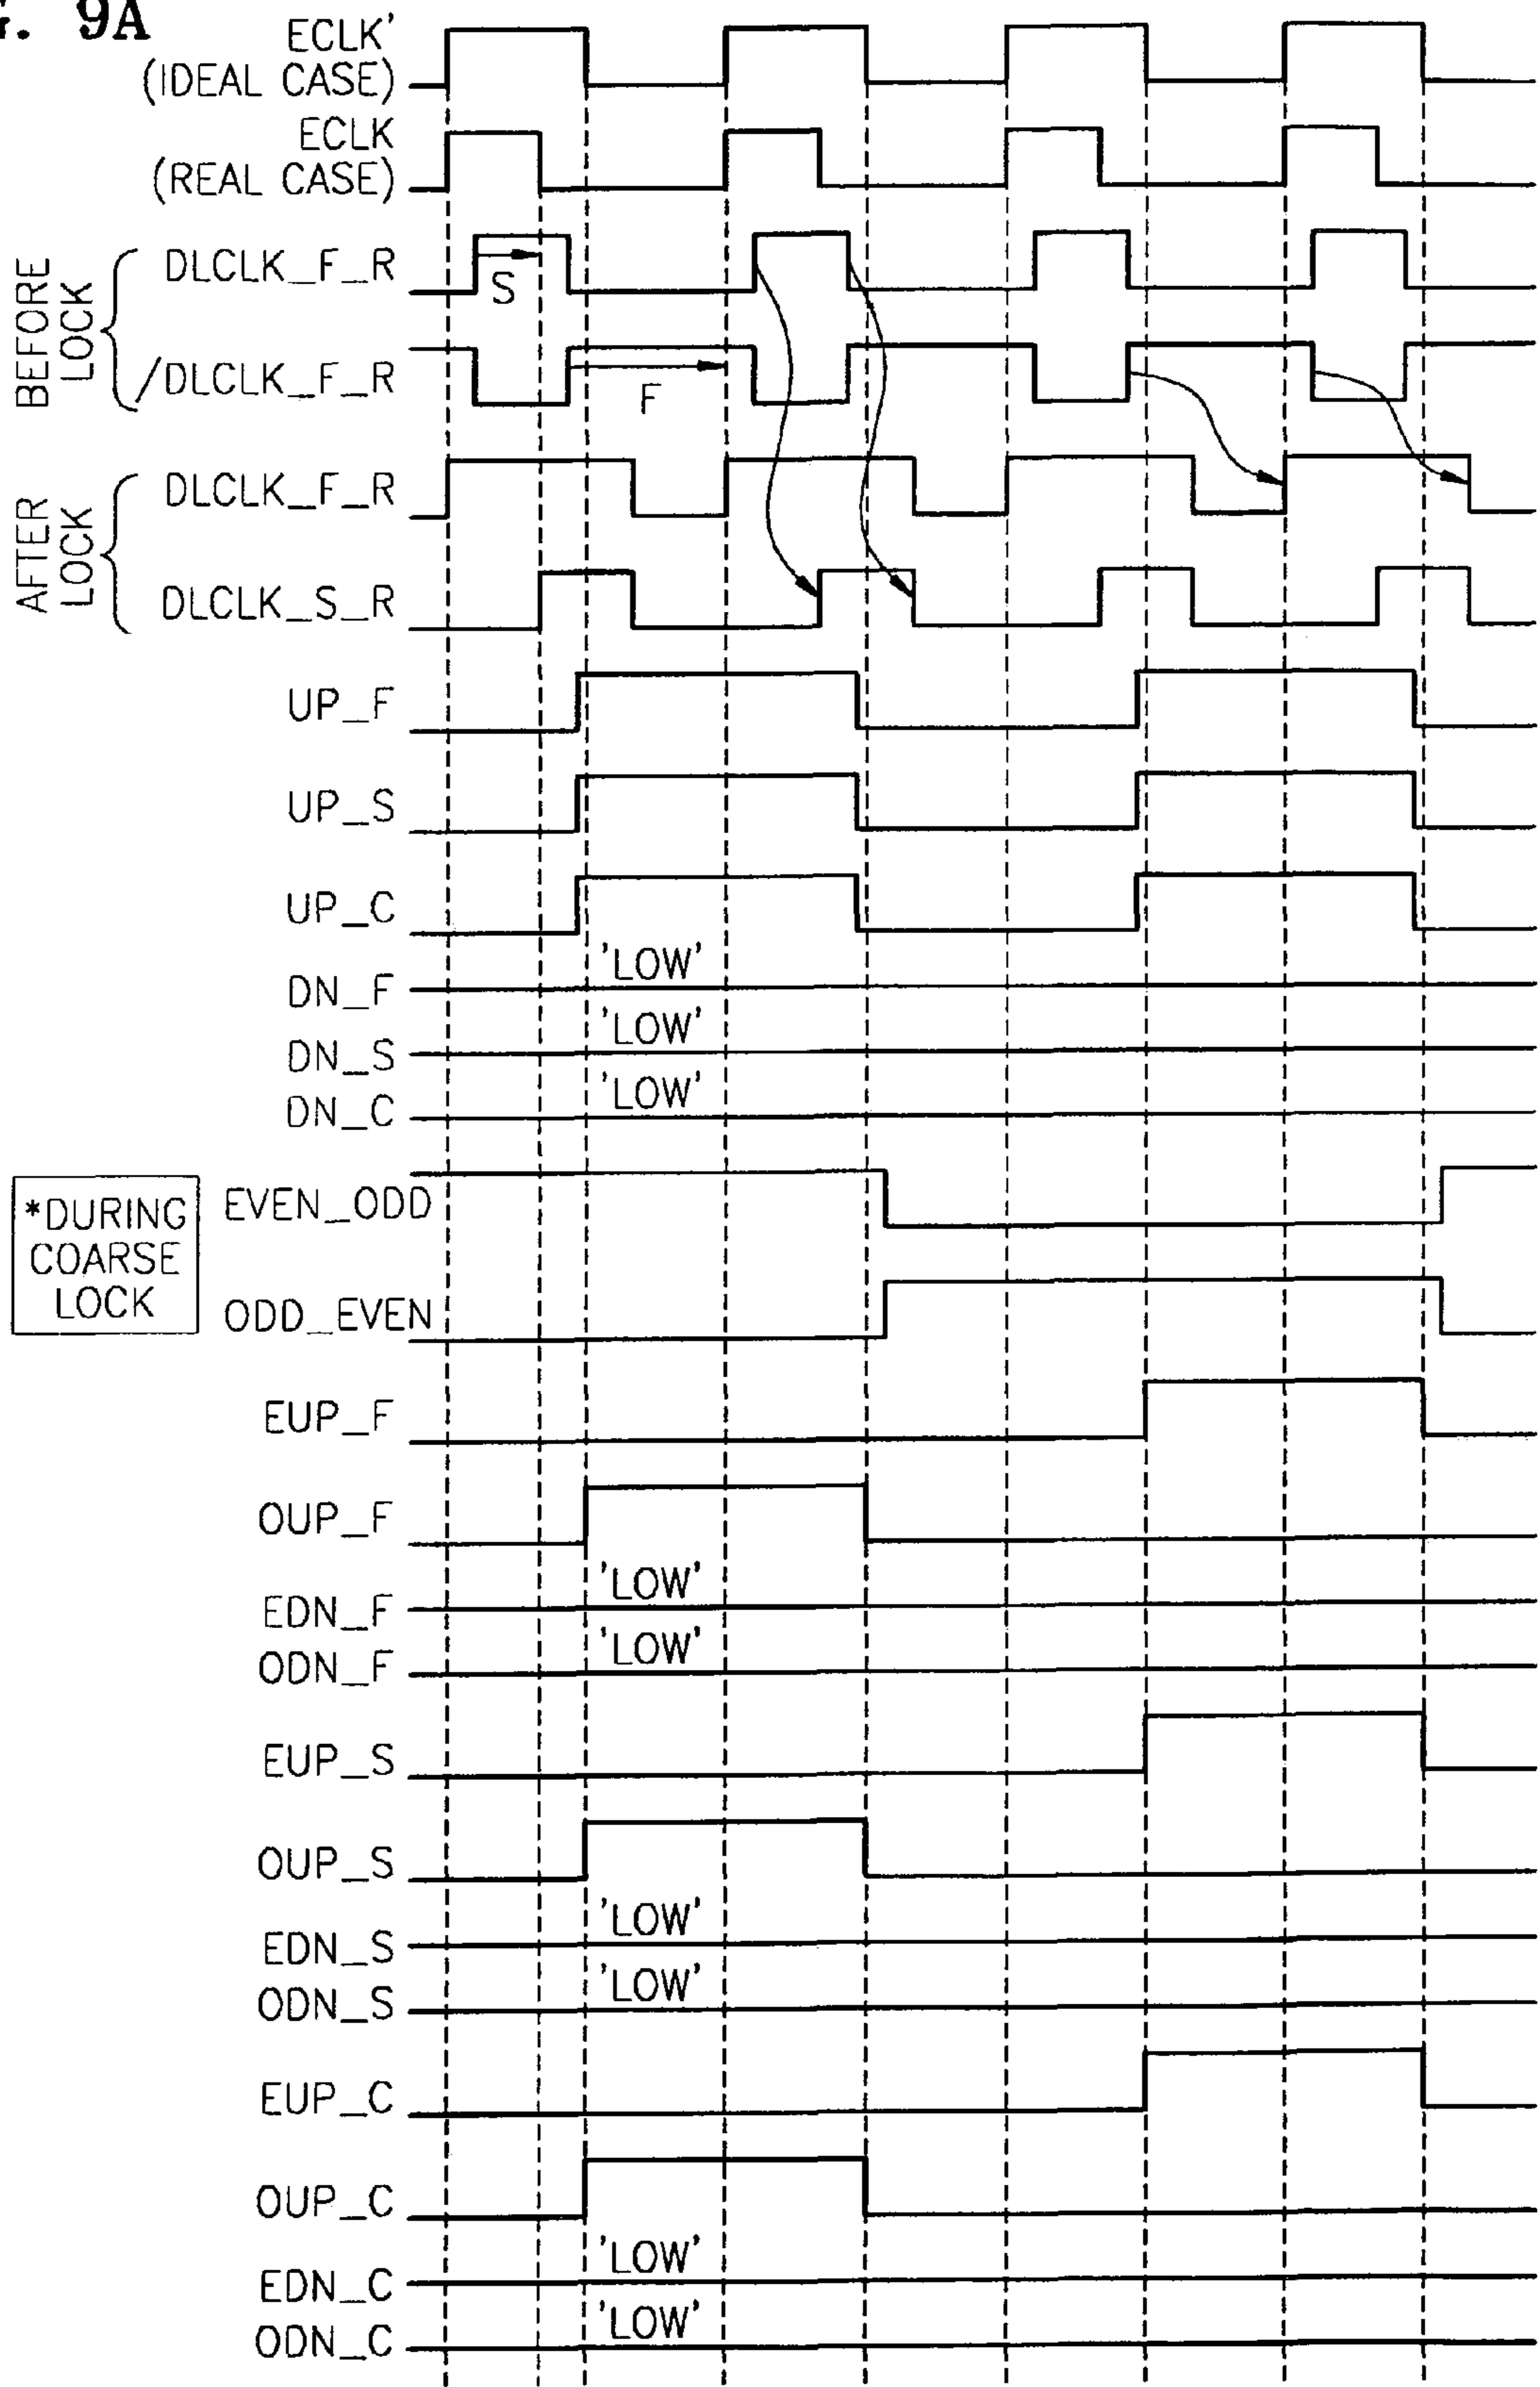 G. 9A
ECLK'
(IDEAL CASE)
ECLK
(REAL CASE)
BEFORE
LOCK
DLCLK_F_R
S
/DLCLK_F_R
F
AFTER
LOCK
DLCLK_F_R
DLCLK_S_R
UP_F
UP_S
UP_C
'LOW'
DN_F
'LOW'
DN_S
'LOW'
DN_C
*DURING
COARSE
LOCK
EVEN_ODD
ODD_EVEN
EUP_F
OUP_F
'LOW'
EDN_F
'LOW'
ODN_F
EUP_S
OUP_S
'LOW'
EDN_S
'LOW'
ODN_S
EUP_C
OUP_C
'LOW'
EDN_C
'LOW'
ODN_C